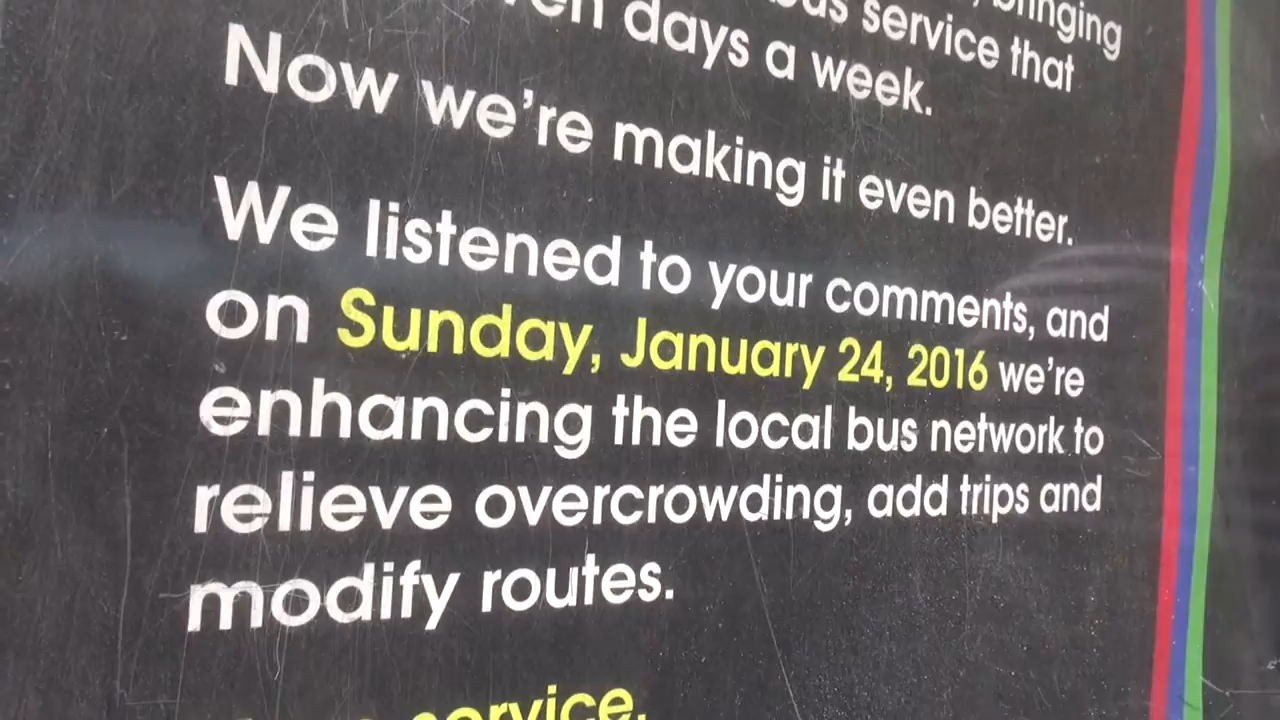 bringing
bus service that
days a week.
Now we're making it even better.
We listened to your comments, and
on Sunday, January 24, 2016 we're
enhancing the local bus network to
relieve overcrowding, add trips and
modify routes.
service.